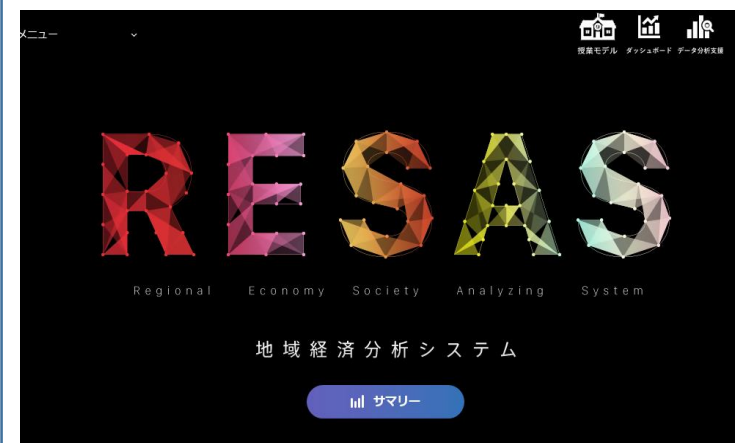 メニュー
授業モデル ダッシュボード データ分析支援
RESAS
Regional Economy Society Analyzing System
地域経済分析システム
サマリー